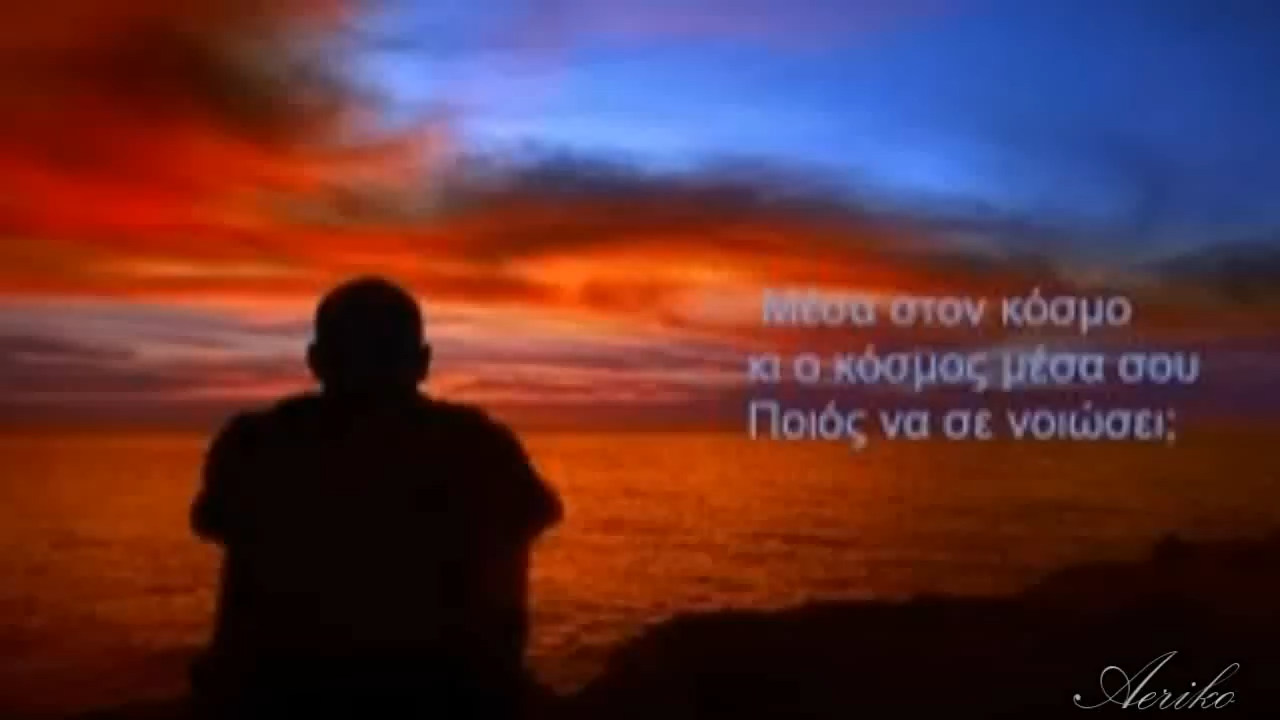 Μέσα στον κόσμο
κι ο κόσμος μέσα σου
Ποιός να σε νοιώσει;
Aeriko